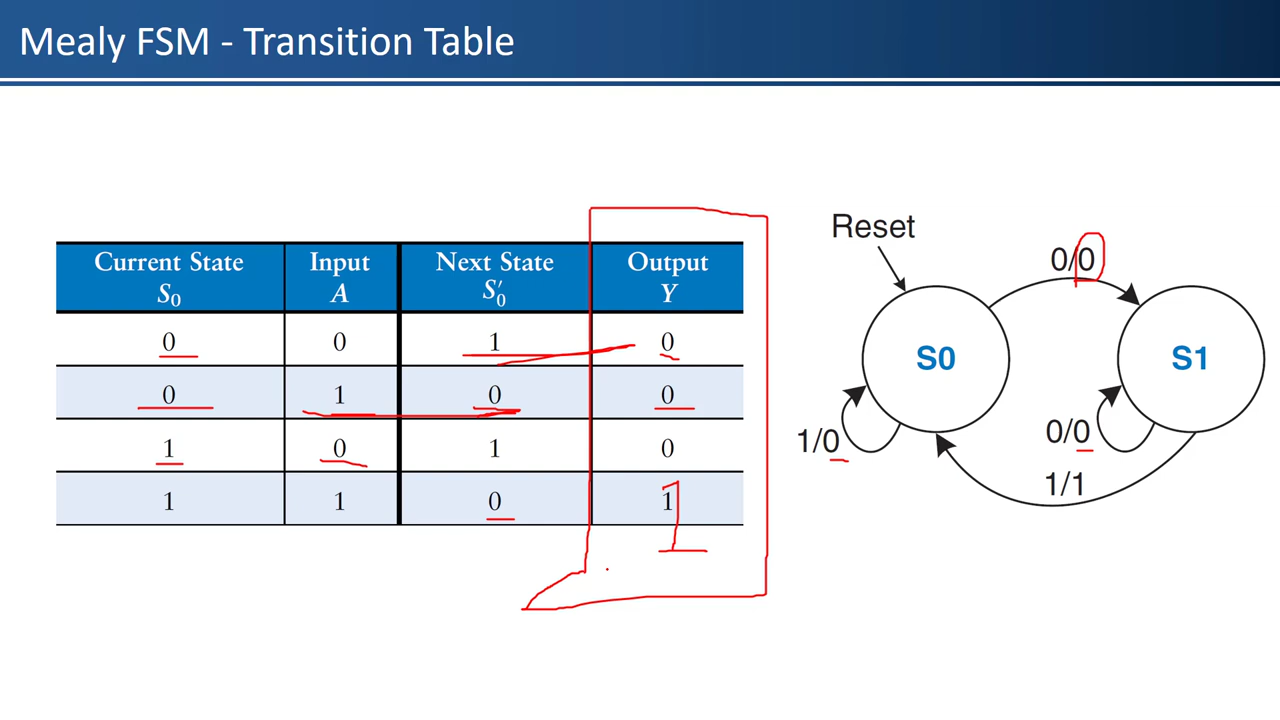 Mealy FSM - Transition Table
Current State Input Next State Output
S0 A S′0 Y
0 0 1 0
0 1 0 0
1 0 1 0
1 1 0 1
1
Reset
0/0
S0 S1
1/0 0/0
1/1